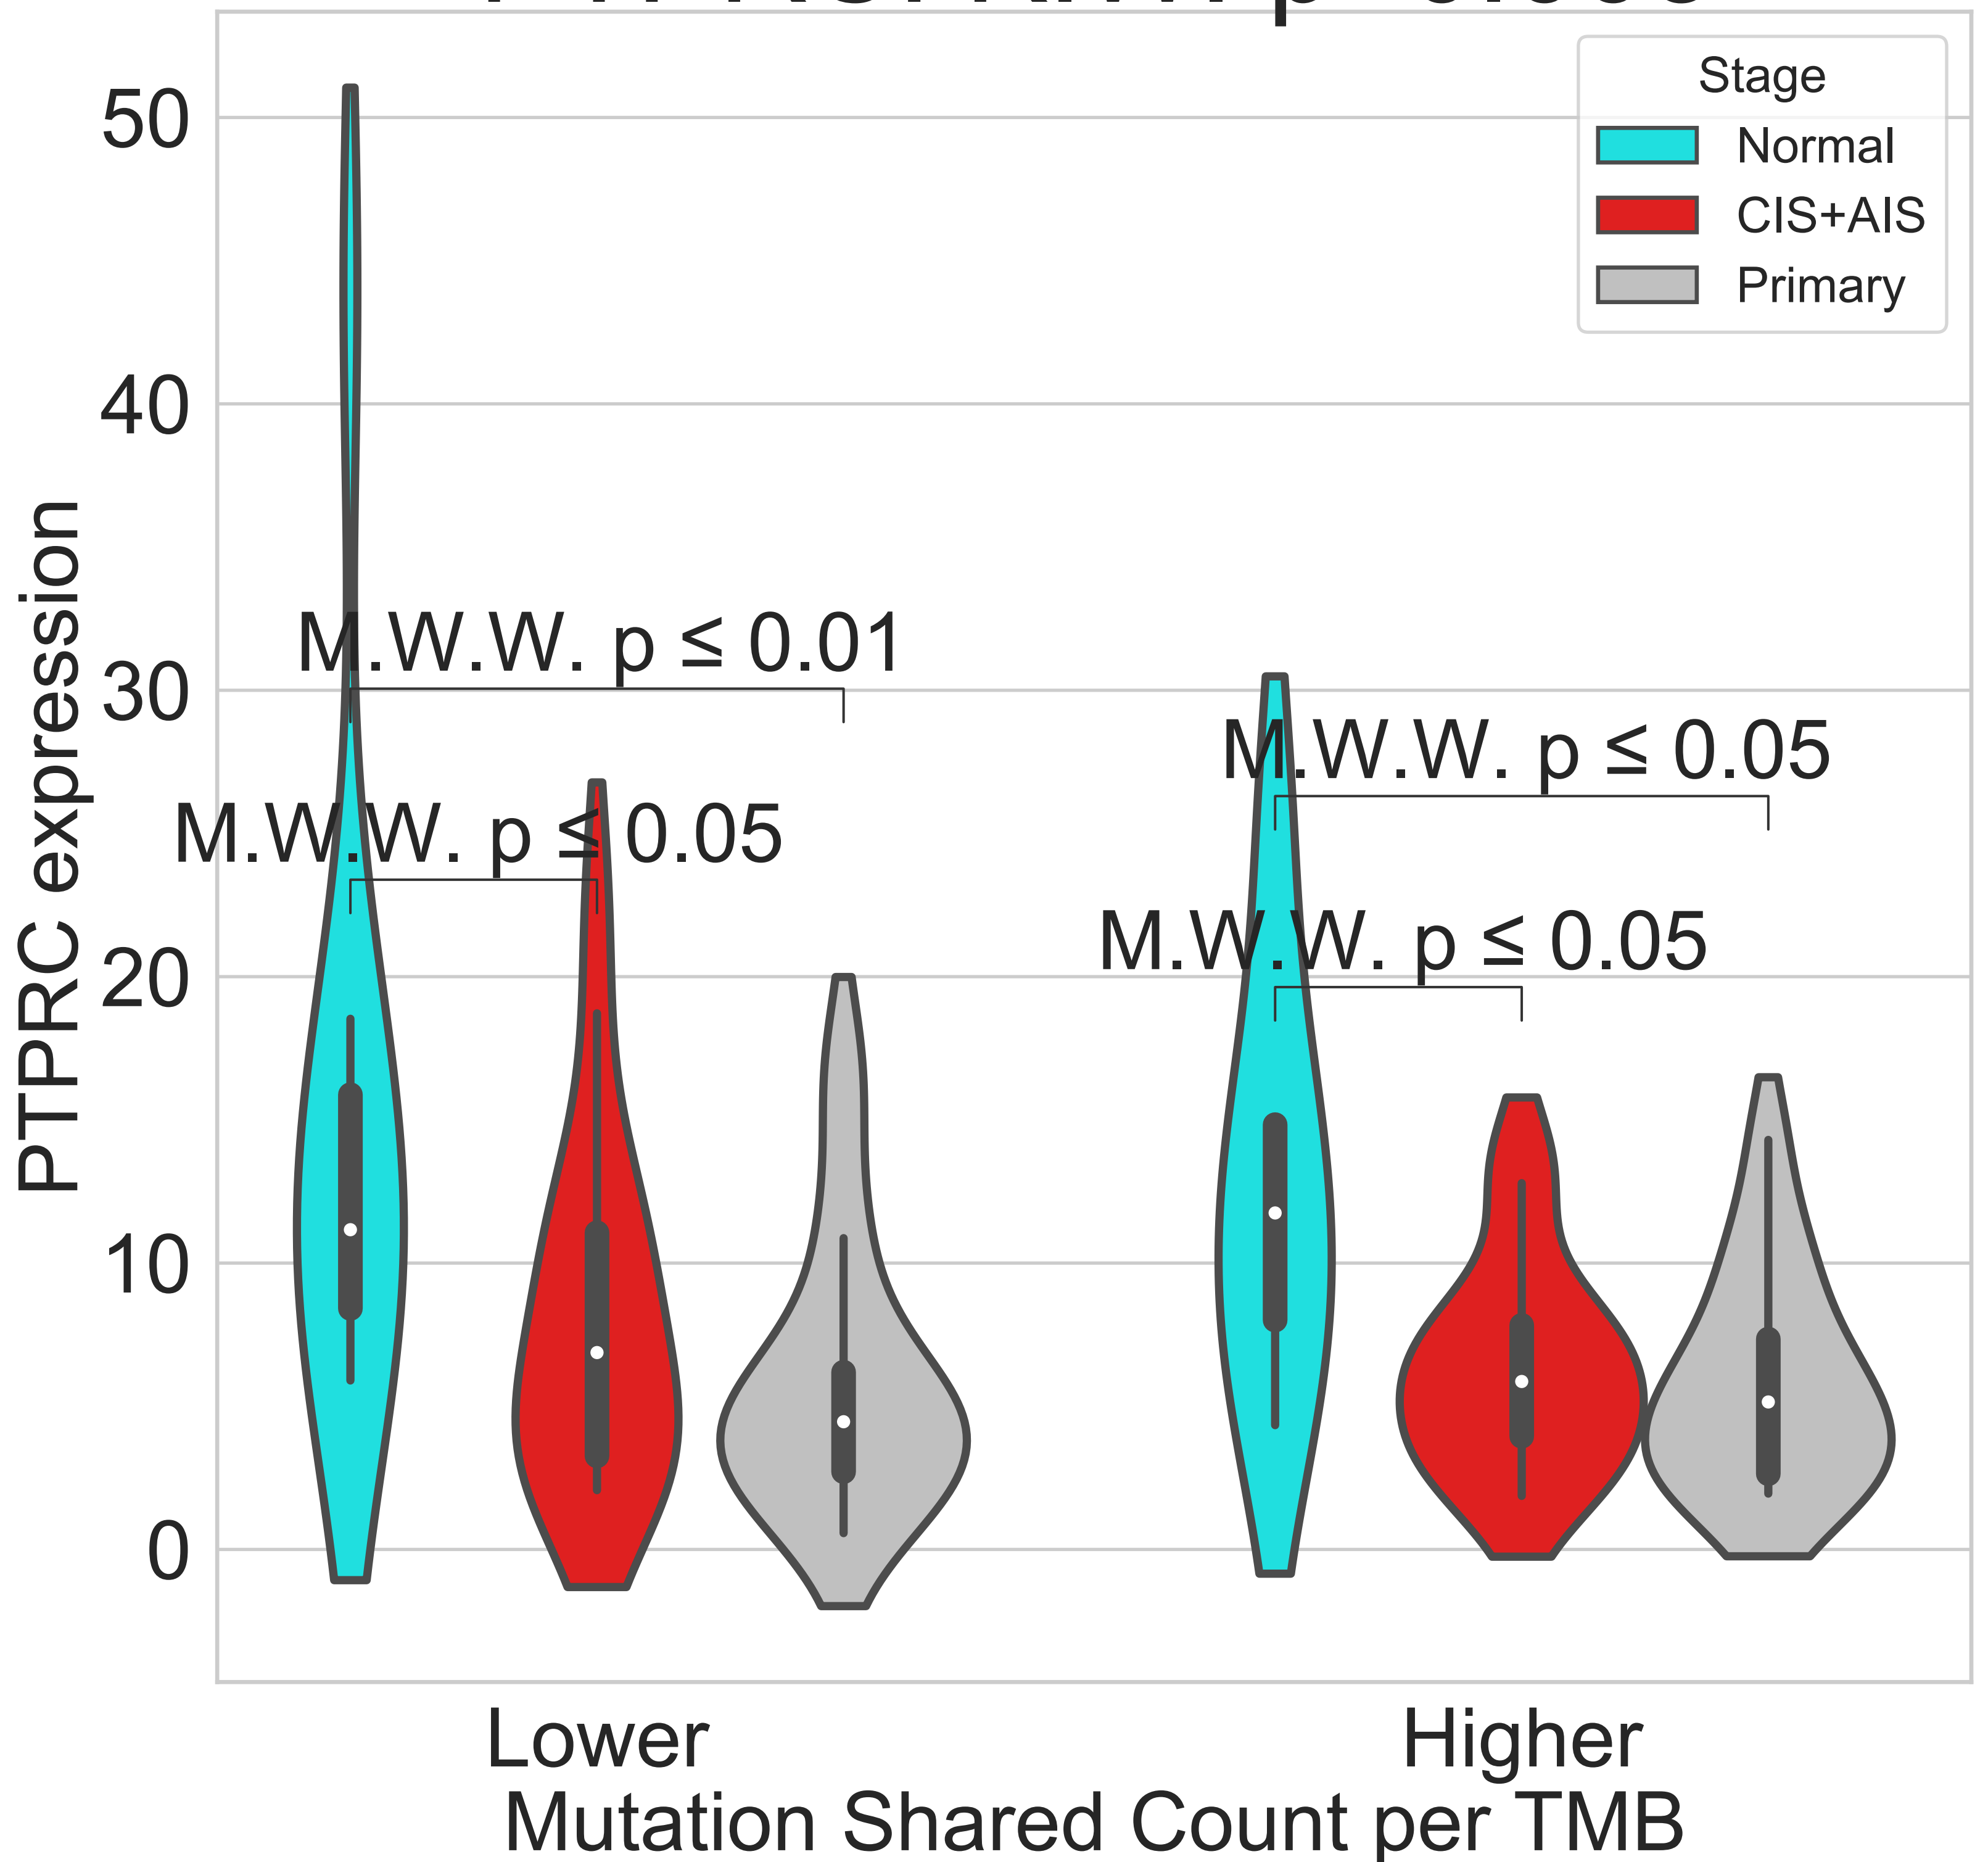 Stage
Normal
CIS+AIS
Primary
50
40
30
20
10
0
PTPRC expression
M.W.W. p ≤ 0.01
M.W.W. p ≤ 0.05
M.W.W. p ≤ 0.05
M.W.W. p ≤ 0.05
Lower
Higher
Mutation Shared Count per TMB